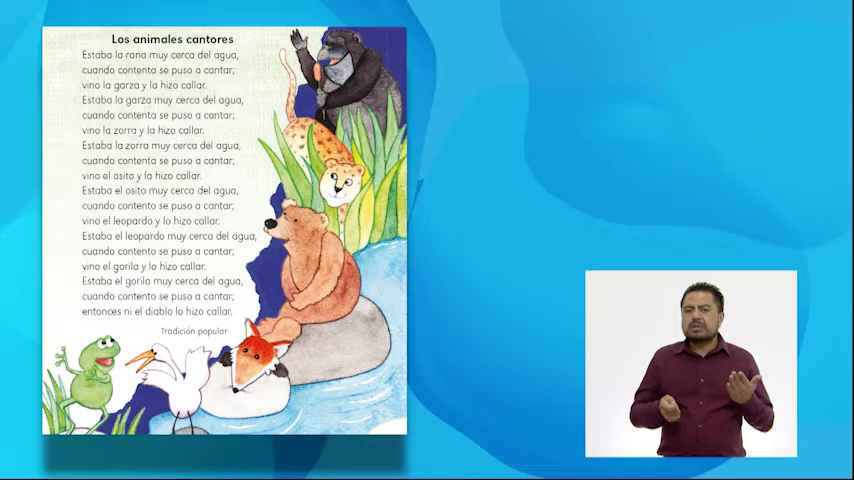 Los animales cantores
Estaba la rana muy cerca del agua,
cuando contenta se puso a cantar;
vino la garza y la hizo callar.
Estaba la garza muy cerca del agua,
cuando contenta se puso a cantar;
vino la zorra y la hizo callar.
Estaba la zorra muy cerca del agua,
cuando contenta se puso a cantar;
vino el osito y la hizo callar.
Estaba el osito muy cerca del agua,
cuando contento se puso a cantar;
vino el leopardo y lo hizo callar.
Estaba el leopardo muy cerca del agua,
cuando contento se puso a cantar;
vino el gorila y lo hizo callar.
Estaba el gorila muy cerca del agua,
cuando contento se puso a cantar;
entonces ni el diablo lo hizo callar.
Tradición popular